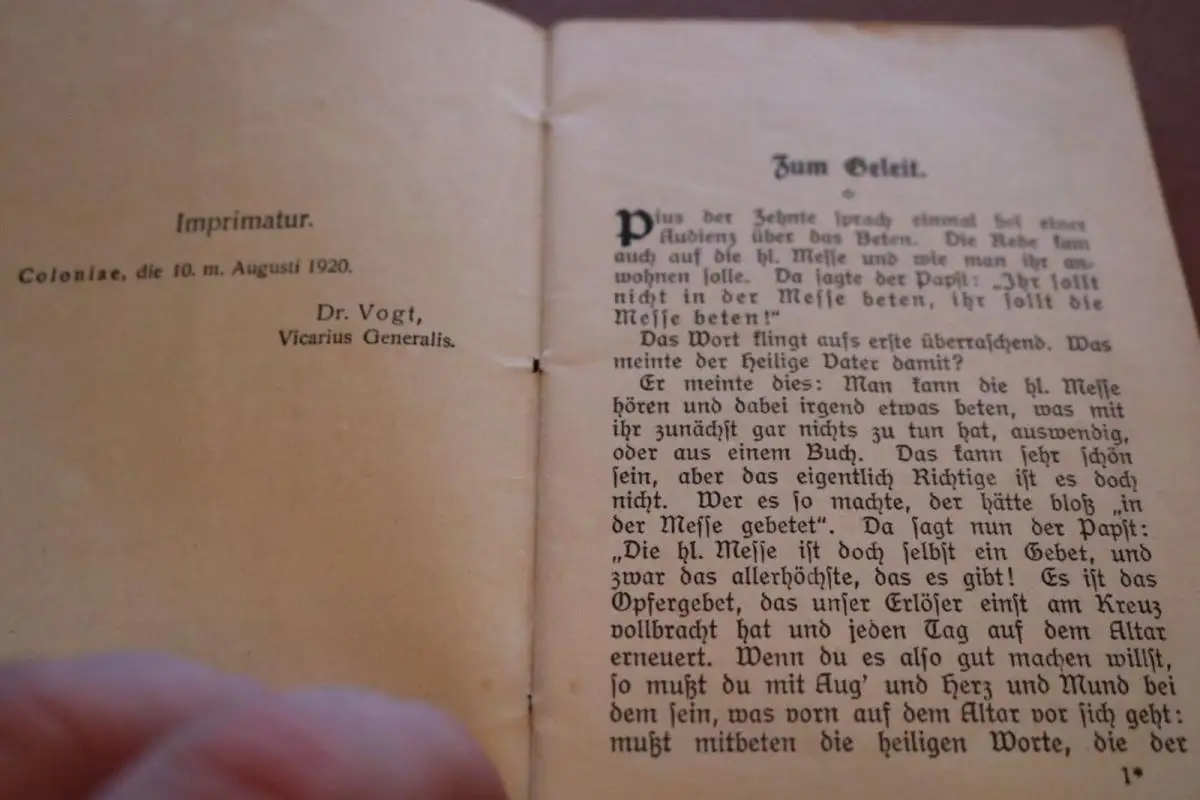 Imprimatur.
Coloniae, die 10. m. Augusti 1920.
Dr. Vogt,
Vicarius Generalis.
Zum Geleit.
Pius der Zehnte sprach einmal bei einer
Audienz über das Beten. Die Rede kam
auch auf die hl. Messe und wie man ihr an-
wohnen solle. Da sagte der Papst: „Ihr sollt
nicht in der Messe beten, ihr sollt die
Messe beten!“
Das Wort klingt aufs erste überraschend. Was
meinte der Heilige Vater damit?
Er meinte dies: Man kann die hl. Messe
hören und dabei irgend etwas beten, was mit
ihr zunächst gar nichts zu tun hat, auswendig,
oder aus einem Buch. Das kann sehr schön
sein, aber das eigentlich Richtige ist es doch
nicht. Wer es so machte, der hätte bloß „in
der Messe gebetet“. Da sagt nun der Papst:
„Die hl. Messe ist doch selbst ein Gebet, und
zwar das allerhöchste, das es gibt! Es ist das
Opfergebet, das unser Erlöser einst am Kreuz
vollbracht hat und jeden Tag auf dem Altar
erneuert. Wenn du es also gut machen willst,
so mußt du mit Aug' und Herz und Mund bei
dem sein, was vorn auf dem Altar vor sich geht:
mußt mitbeten die heiligen Worte, die der
1*